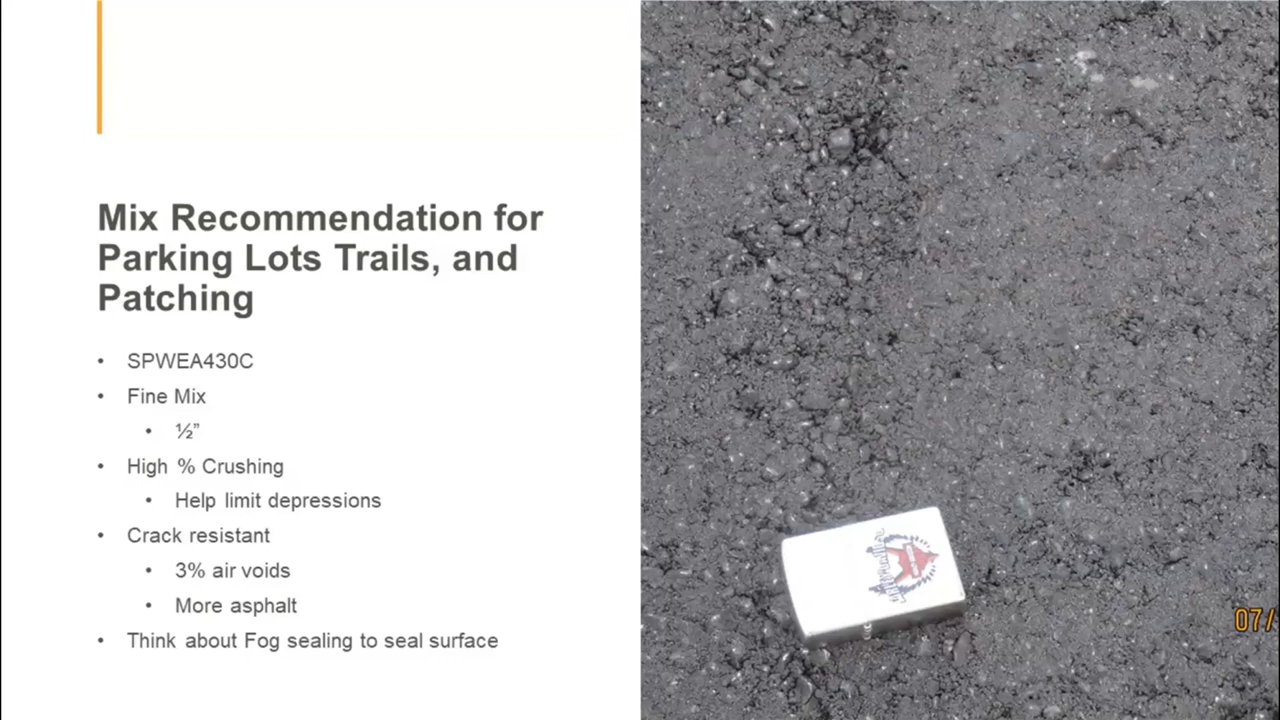 Mix Recommendation for
Parking Lots Trails, and
Patching
• SPWEA430C
• Fine Mix
• ½”
• High % Crushing
• Help limit depressions
• Crack resistant
• 3% air voids
• More asphalt
• Think about Fog sealing to seal surface
07/